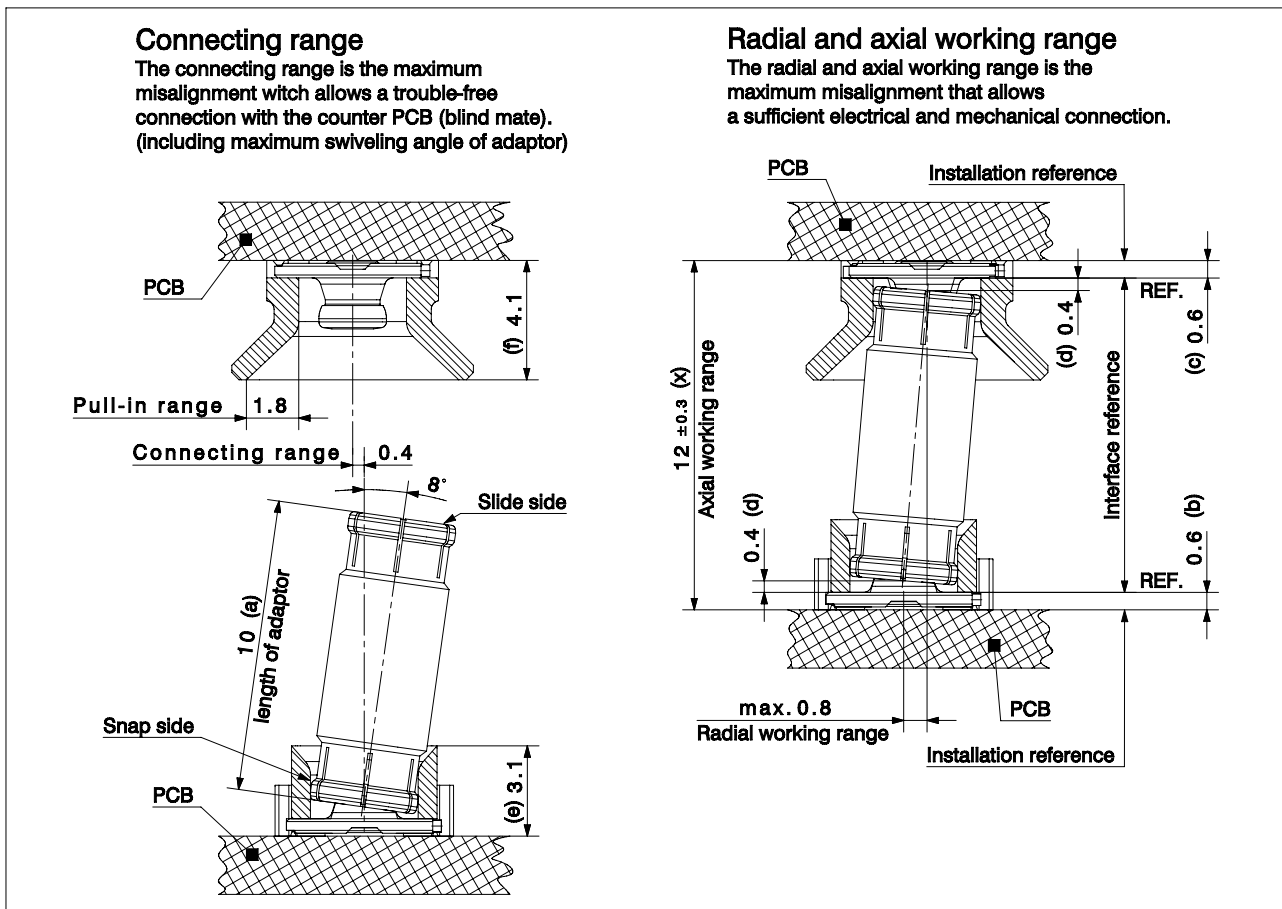 Connecting range
The connecting range is the maximum
misalignment witch allows a trouble-free
connection with the counter PCB (blind mate).
(including maximum swiveling angle of adaptor)
PCB
(f) 4.1
Pull-in range 1.8
Connecting range 0.4
8°
Slide side
10 (a)
length of adaptor
Snap side
PCB
(e) 3.1
Radial and axial working range
The radial and axial working range is the
maximum misalignment that allows
a sufficient electrical and mechanical connection.
PCB
Installation reference
REF.
(d) 0.4
(c) 0.6
12 ±0.3 (x)
Axial working range
Interface reference
0.4 (d)
0.6 (b)
REF.
max. 0.8
Radial working range
PCB
Installation reference